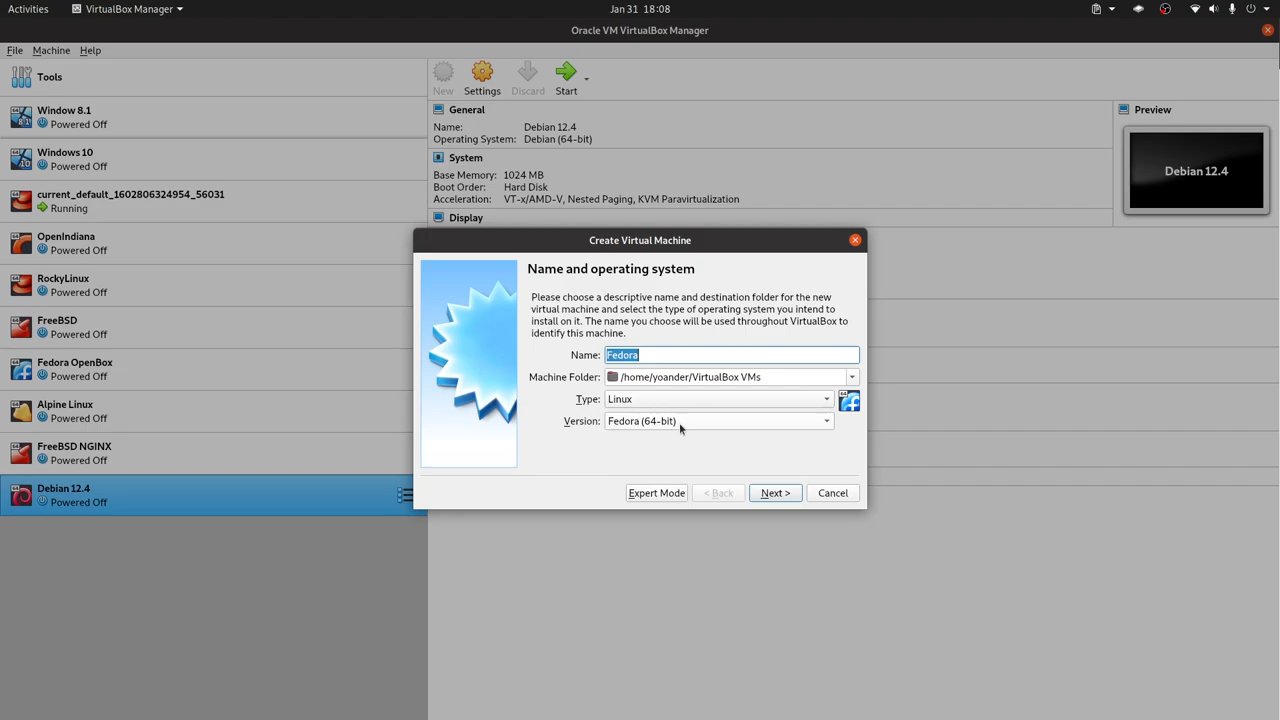 Activities VirtualBox Manager Jan 31 18:08
Oracle VM VirtualBox Manager
File Machine Help
Tools
New Settings Discard Start
Window 8.1
Powered Off
Windows 10
Powered Off
current_default_1602806324954_56031
Running
OpenIndiana
Powered Off
RockyLinux
Powered Off
FreeBSD
Powered Off
Fedora OpenBox
Powered Off
Alpine Linux
Powered Off
FreeBSD NGINX
Powered Off
Debian 12.4
Powered Off
General
Name: Debian 12.4
Operating System: Debian (64-bit)
System
Base Memory: 1024 MB
Boot Order: Hard Disk
Acceleration: VT-x/AMD-V, Nested Paging, KVM Paravirtualization
Display
Preview
Debian 12.4
Create Virtual Machine
Name and operating system
Please choose a descriptive name and destination folder for the new
virtual machine and select the type of operating system you intend to
install on it. The name you choose will be used throughout VirtualBox to
identify this machine.
Name: Fedora
Machine Folder: /home/yoander/VirtualBox VMs
Type: Linux
Version: Fedora (64-bit)
Expert Mode < Back Next > Cancel